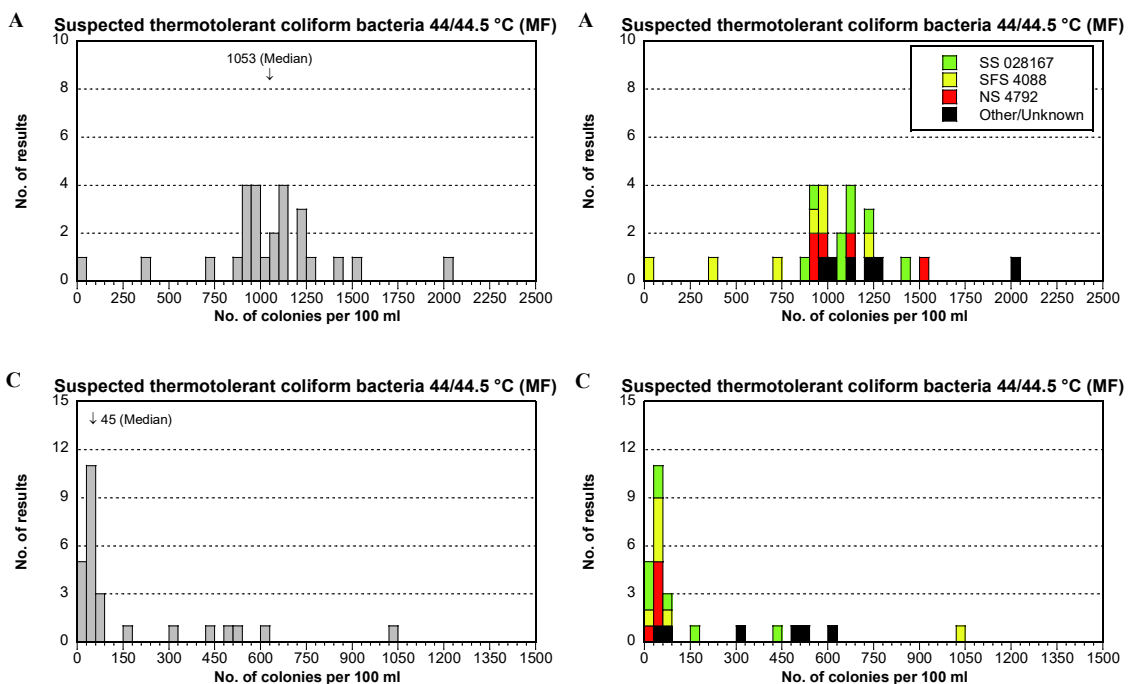 A
Suspected thermotolerant coliform bacteria 44/44.5 °C (MF)
10
8
6
4
2
0
No. of results
1053 (Median)
↓
0 250 500 750 1000 1250 1500 1750 2000 2250 2500
No. of colonies per 100 ml
A
Suspected thermotolerant coliform bacteria 44/44.5 °C (MF)
10
8
6
4
2
0
No. of results
SS 028167
SFS 4088
NS 4792
Other/Unknown
0 250 500 750 1000 1250 1500 1750 2000 2250 2500
No. of colonies per 100 ml
C
Suspected thermotolerant coliform bacteria 44/44.5 °C (MF)
15
12
9
6
3
0
No. of results
↓ 45 (Median)
0 150 300 450 600 750 900 1050 1200 1350 1500
No. of colonies per 100 ml
C
Suspected thermotolerant coliform bacteria 44/44.5 °C (MF)
15
12
9
6
3
0
No. of results
0 150 300 450 600 750 900 1050 1200 1350 1500
No. of colonies per 100 ml